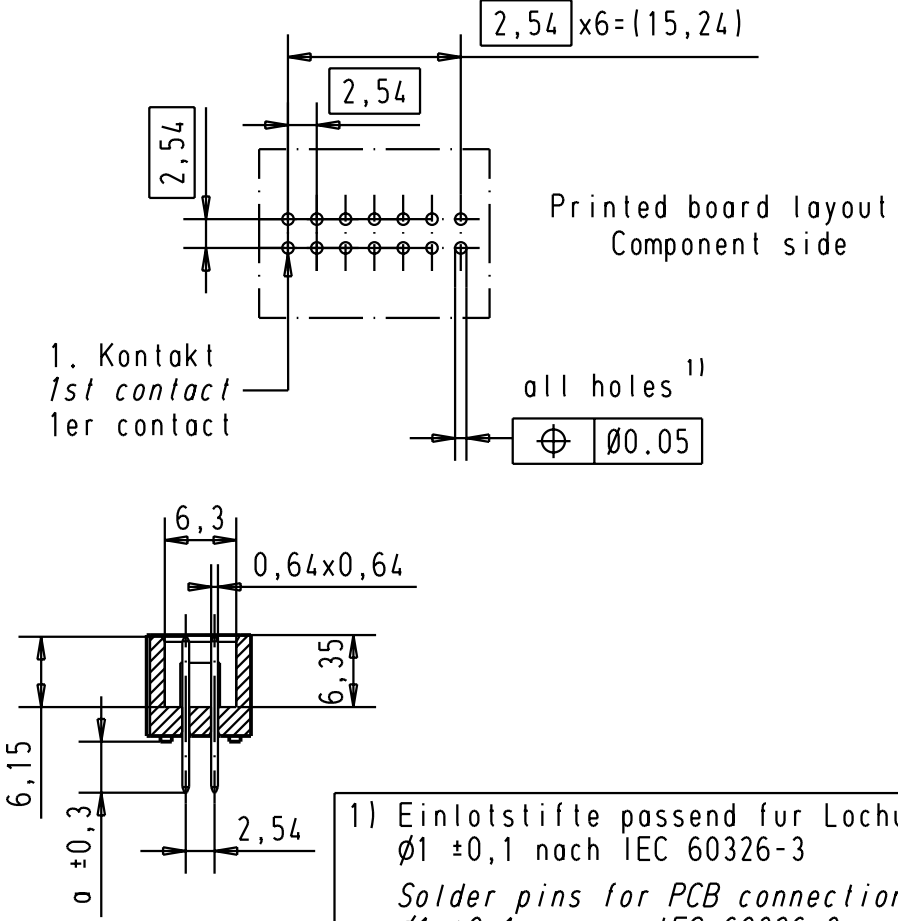 2,54 x6=(15,24)
2,54
2,54
Printed board layout
Component side
1. Kontakt
1st contact
1er contact
all holes 1)
Ø0.05
6,3
0,64x0,64
6,35
6,15
a ±0,3
2,54
1) Einlotstifte passend fur
Ø1 ±0,1 nach IEC 60326-3
Solder pins for PCB connection